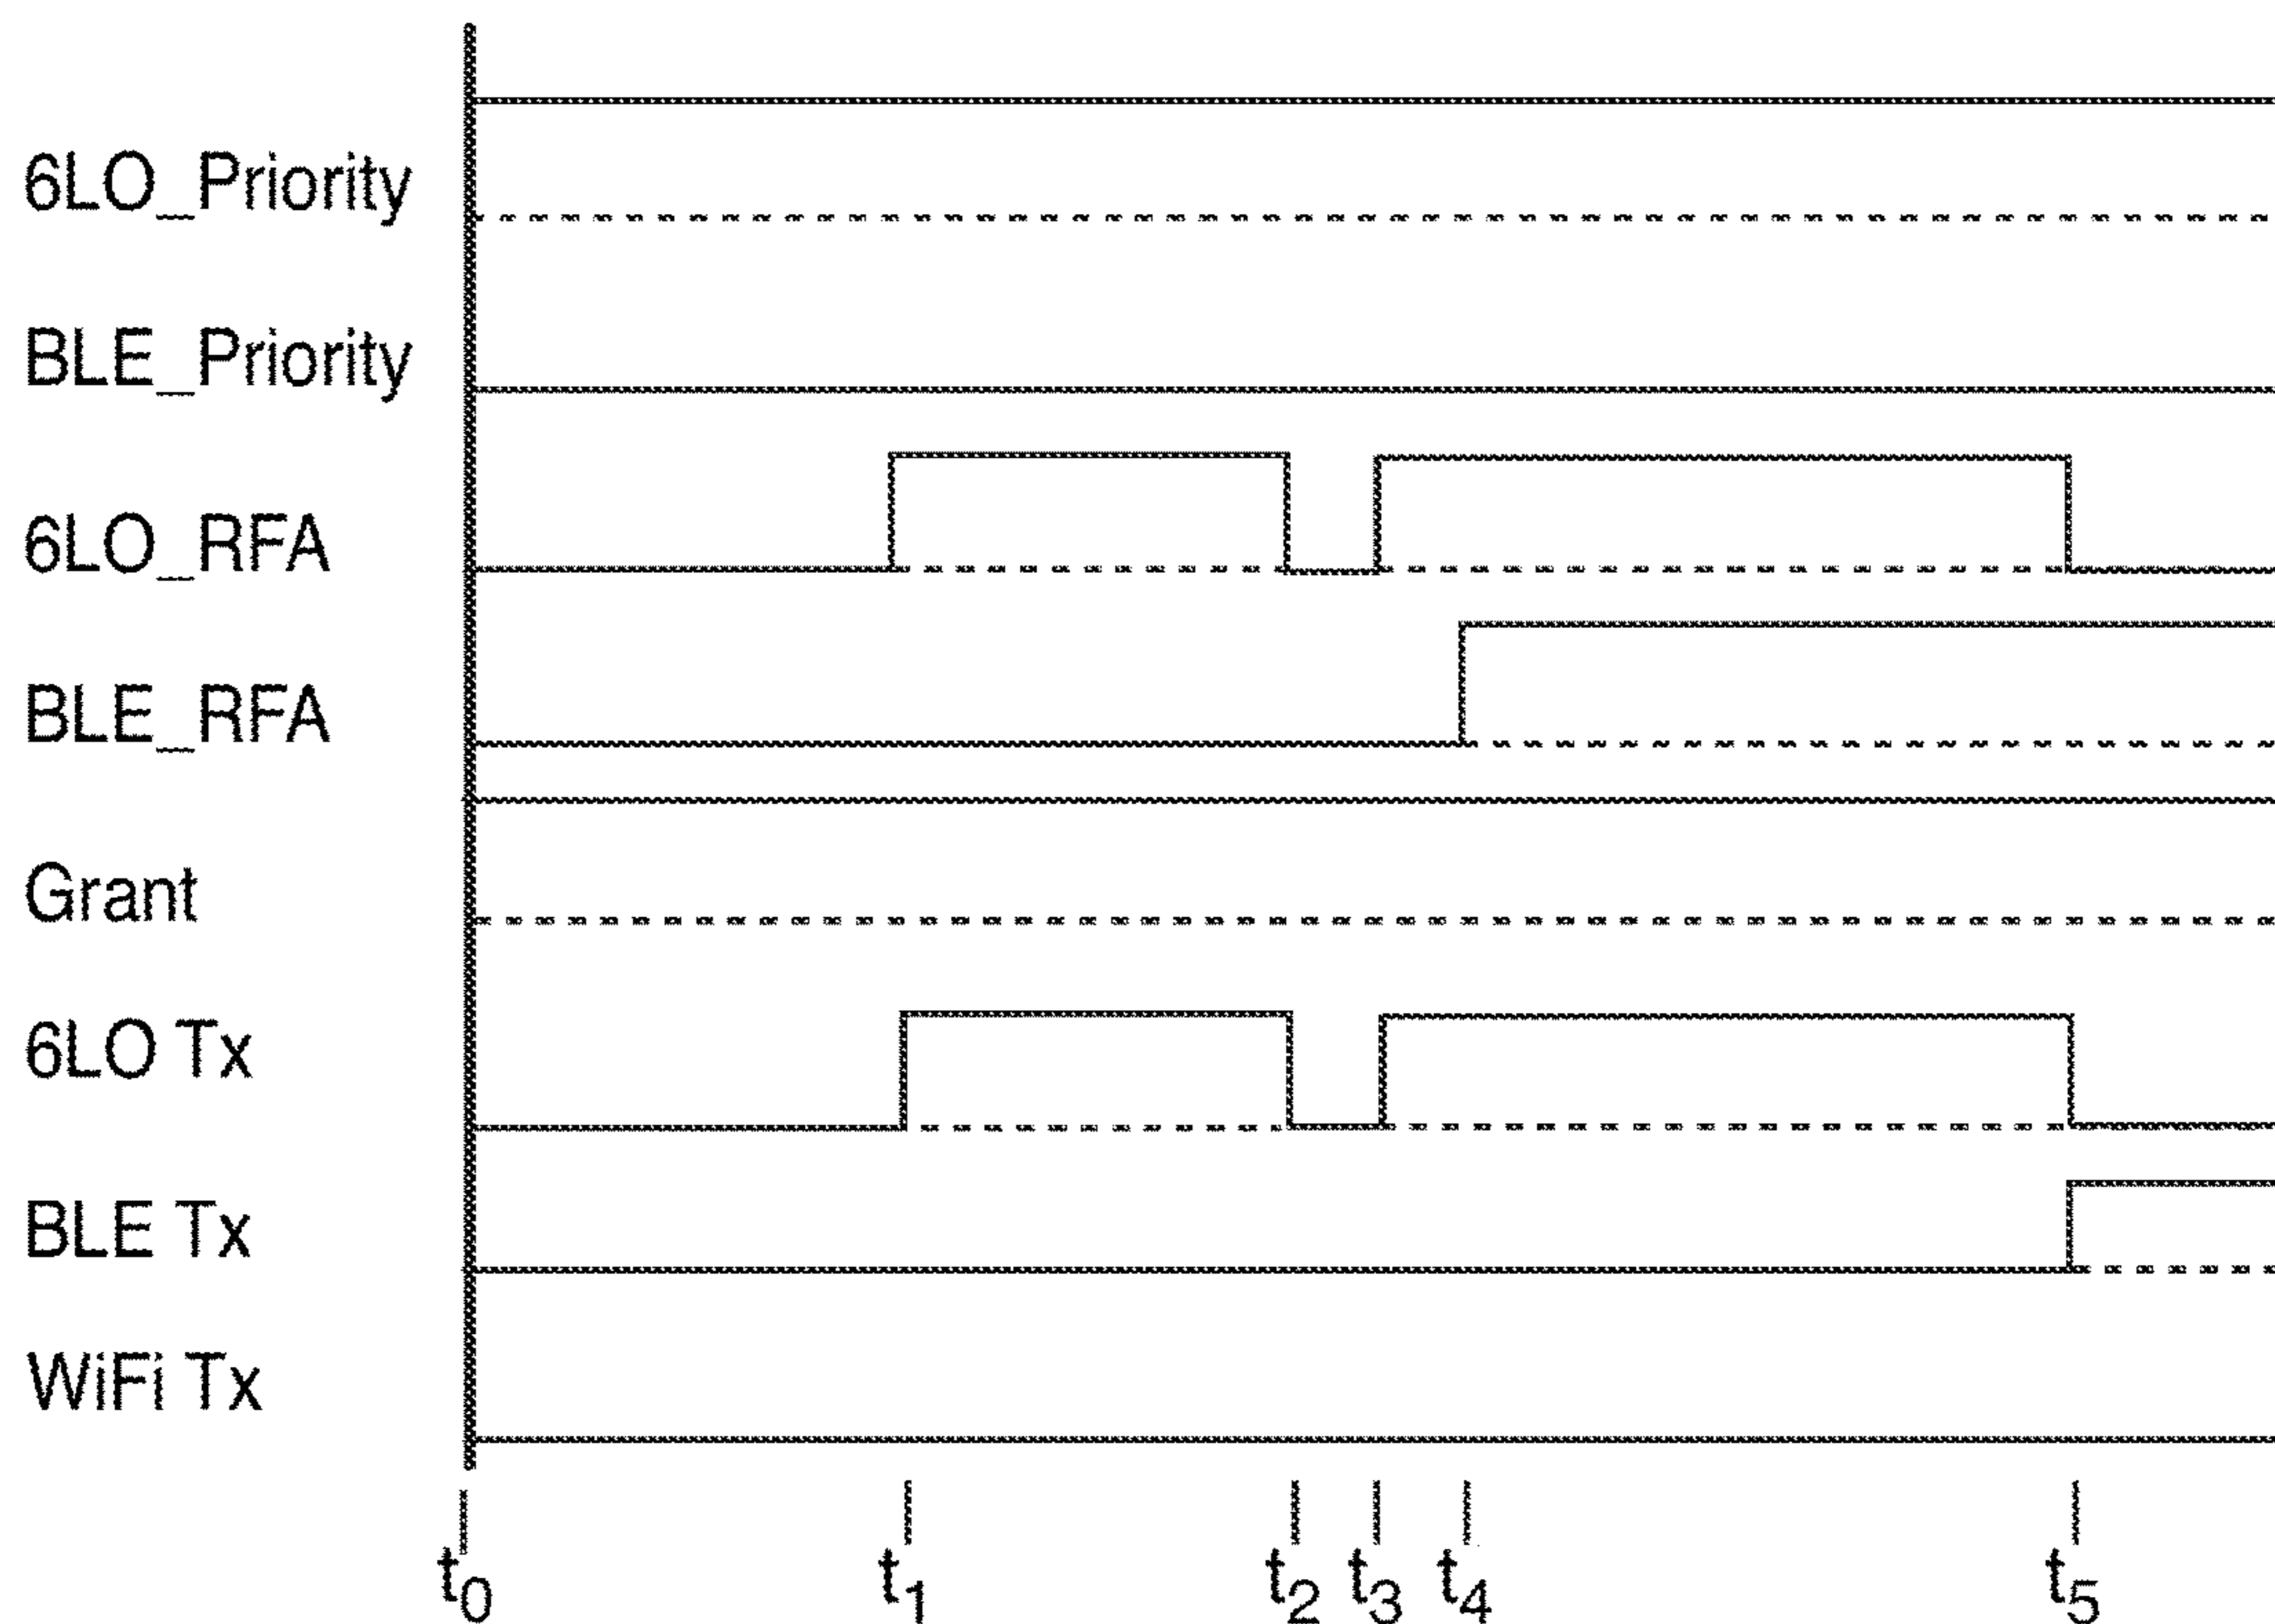 6LO_Priority
BLE_Priority
6LO_RFA
BLE_RFA
Grant
6LO Tx
BLE Tx
WiFi Tx
t0 t1 t2 t3 t4 t5